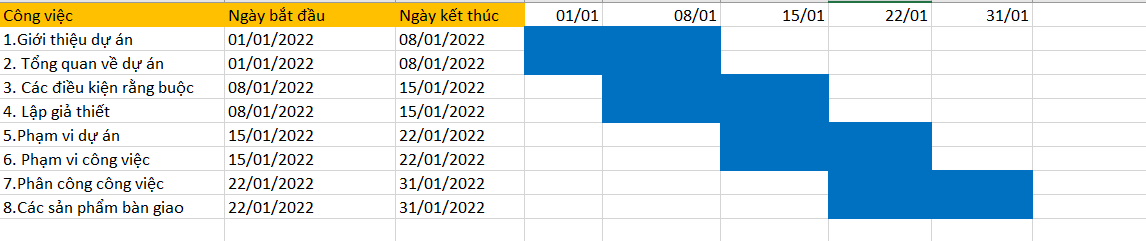 Công việc Ngày bắt đầu Ngày kết thúc 01/01 08/01 15/01 22/01 31/01
1.Giới thiệu dự án 01/01/2022 08/01/2022
2. Tổng quan về dự án 01/01/2022 08/01/2022
3. Các điều kiện rằng buộc 08/01/2022 15/01/2022
4. Lập giả thiết 08/01/2022 15/01/2022
5.Phạm vi dự án 15/01/2022 22/01/2022
6. Phạm vi công việc 15/01/2022 22/01/2022
7.Phân công công việc 22/01/2022 31/01/2022
8.Các sản phẩm bàn giao 22/01/2022 31/01/2022